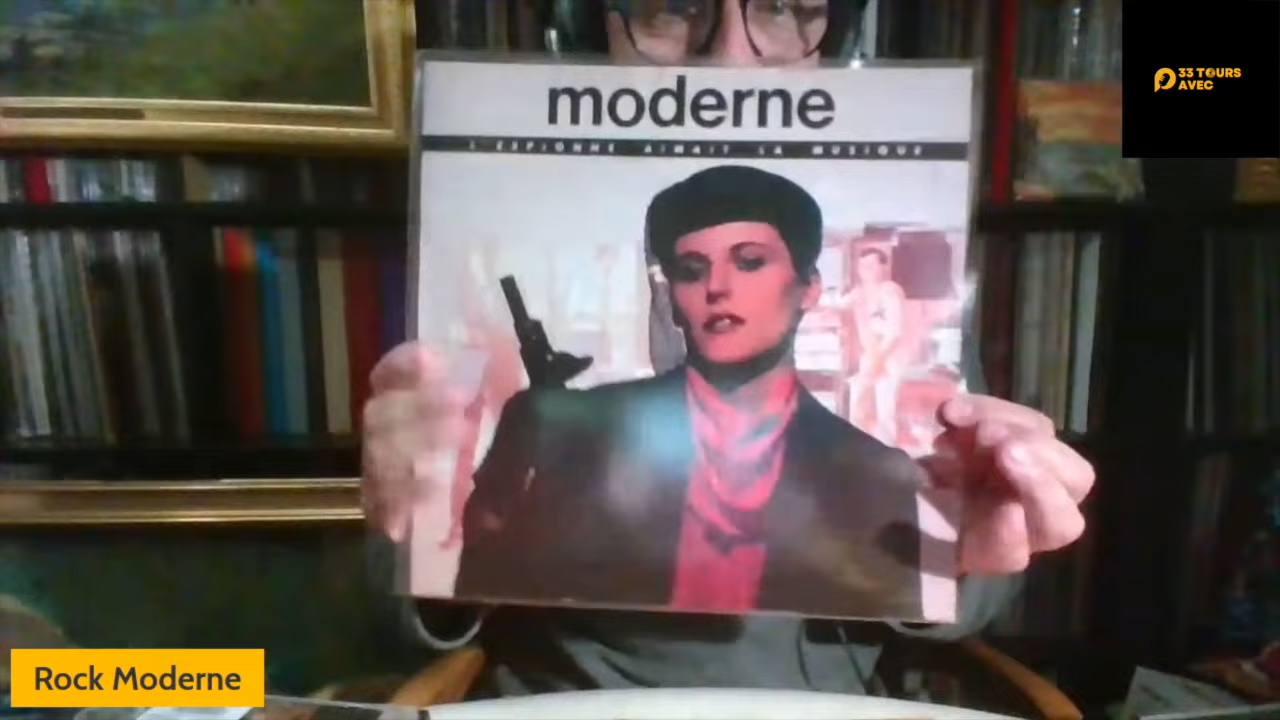 moderne
L'ESPIONNE AIMAIT LA MUSIQUE
33 TOURS
AVEC
Rock Moderne